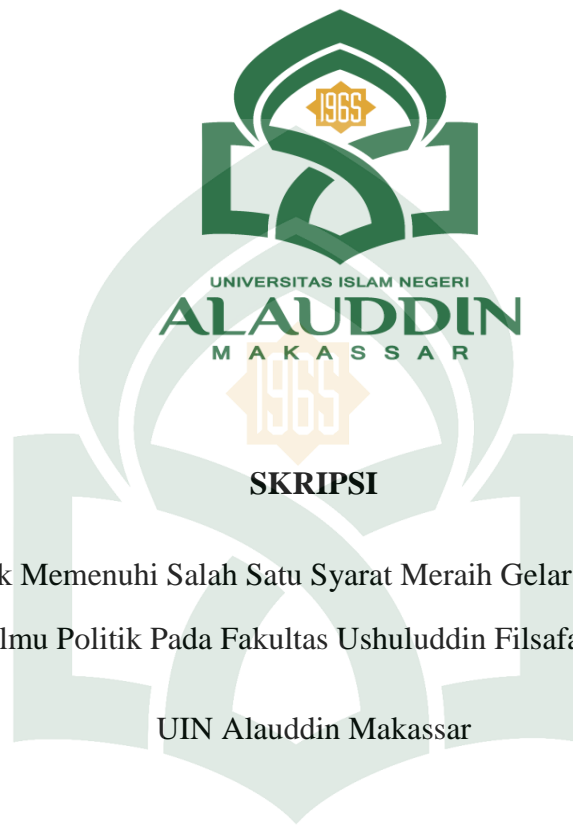 1965
UNIVERSITAS ISLAM NEGERI
ALAUDDIN
MAKASSAR
1965
SKRIPSI
k Memenuhi Salah Satu Syarat Meraih Gelar
lmu Politik Pada Fakultas Ushuluddin Filsafa
UIN Alauddin Makassar